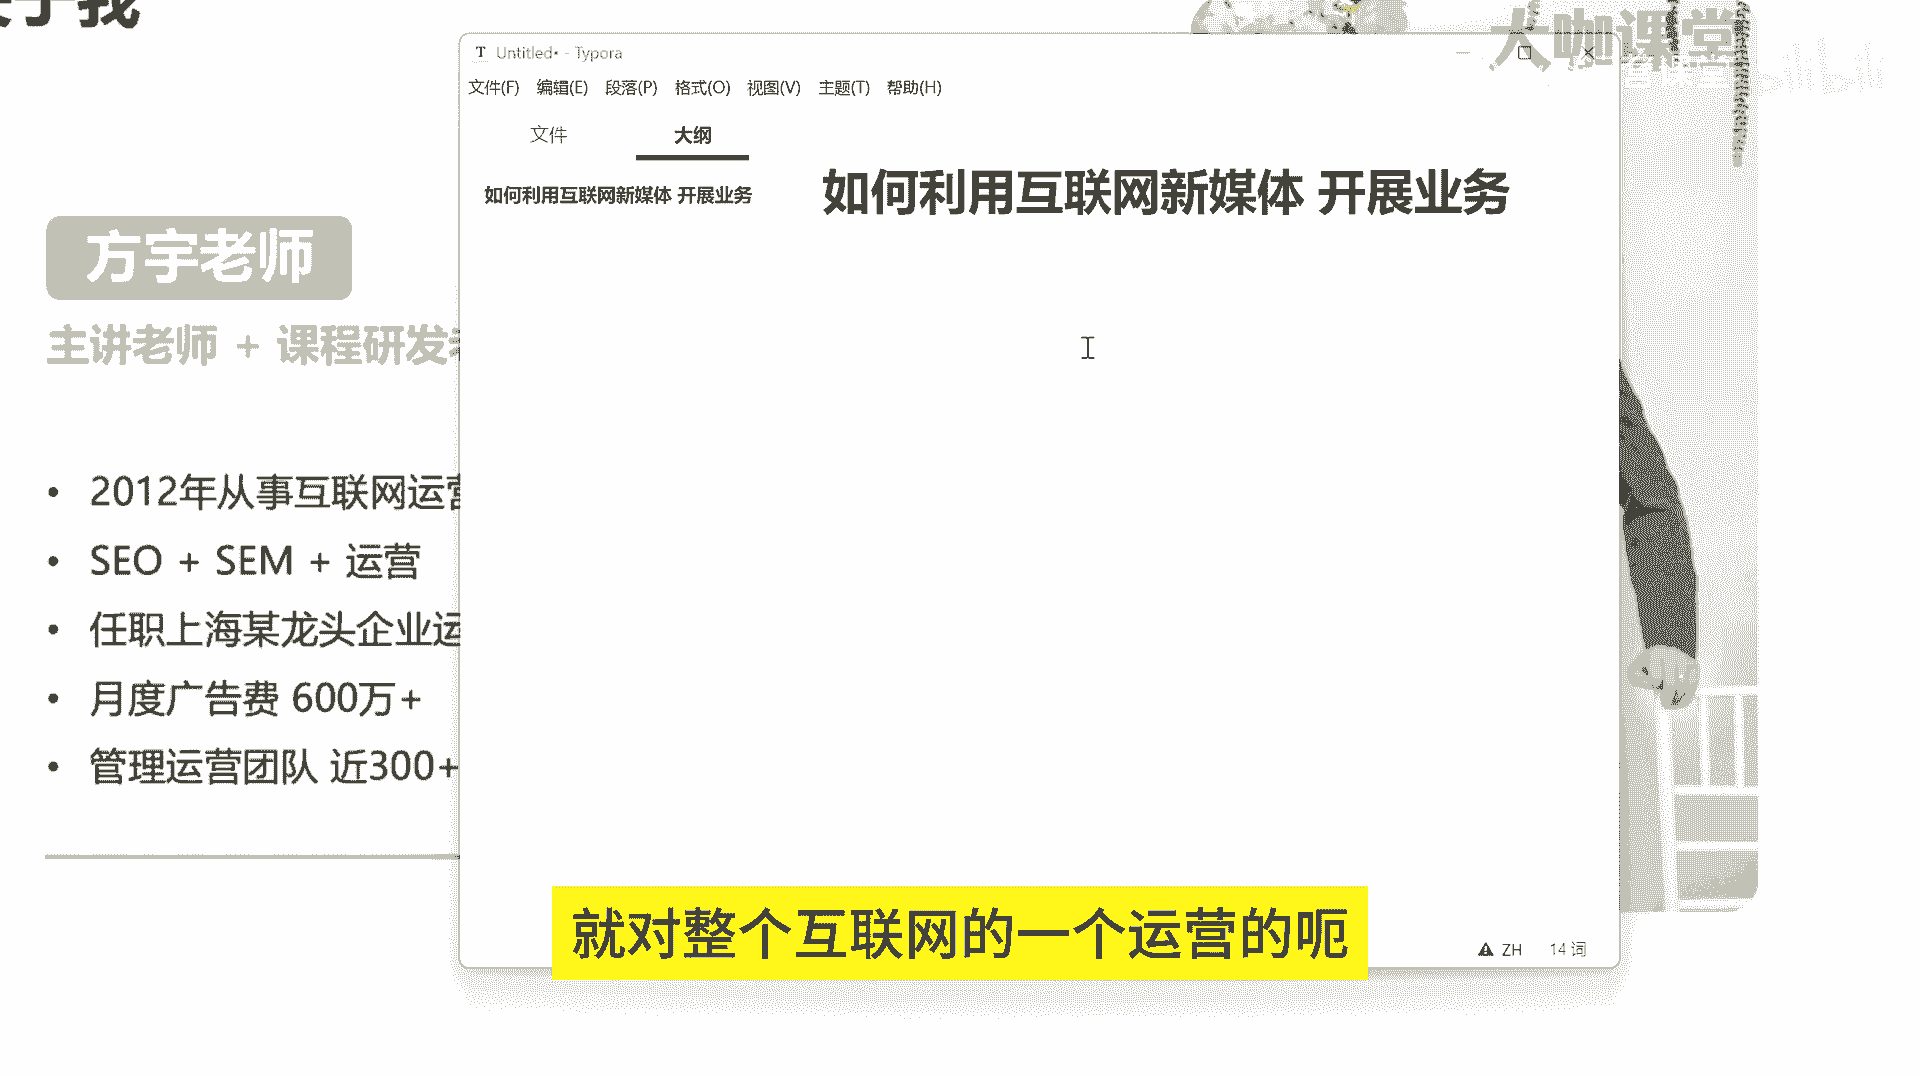 于我
大咖课堂
bilibili
Untitled• - Typora
文件(F) 编辑(E) 段落(P) 格式(O) 视图(V) 主题(T) 帮助(H)
文件 大纲
如何利用互联网新媒体 开展业务
如何利用互联网新媒体 开展业务
方宇老师
主讲老师 + 课程研发
• 2012年从事互联网运营
• SEO + SEM + 运营
• 任职上海某龙头企业运
• 月度广告费 600万+
• 管理运营团队 近300+
就对整个互联网的一个运营的呃
ZH 14 词